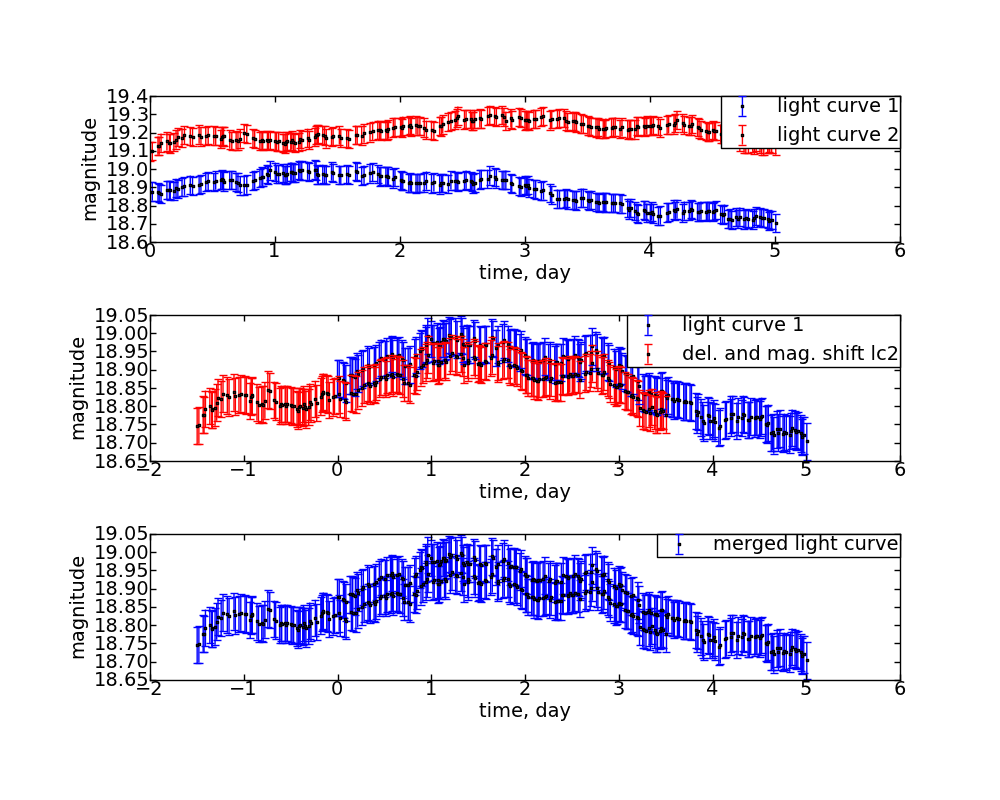 19.4
19.3
19.2
19.1
19.0
18.9
18.8
18.7
18.6
magnitude
light curve 1
light curve 2
0 1 2 3 4 5 6
time, day
19.05
19.00
18.95
18.90
18.85
18.80
18.75
18.70
18.65
magnitude
light curve 1
del. and mag. shift lc2
−2 −1 0 1 2 3 4 5 6
time, day
19.05
19.00
18.95
18.90
18.85
18.80
18.75
18.70
18.65
magnitude
merged light curve
−2 −1 0 1 2 3 4 5 6
time, day